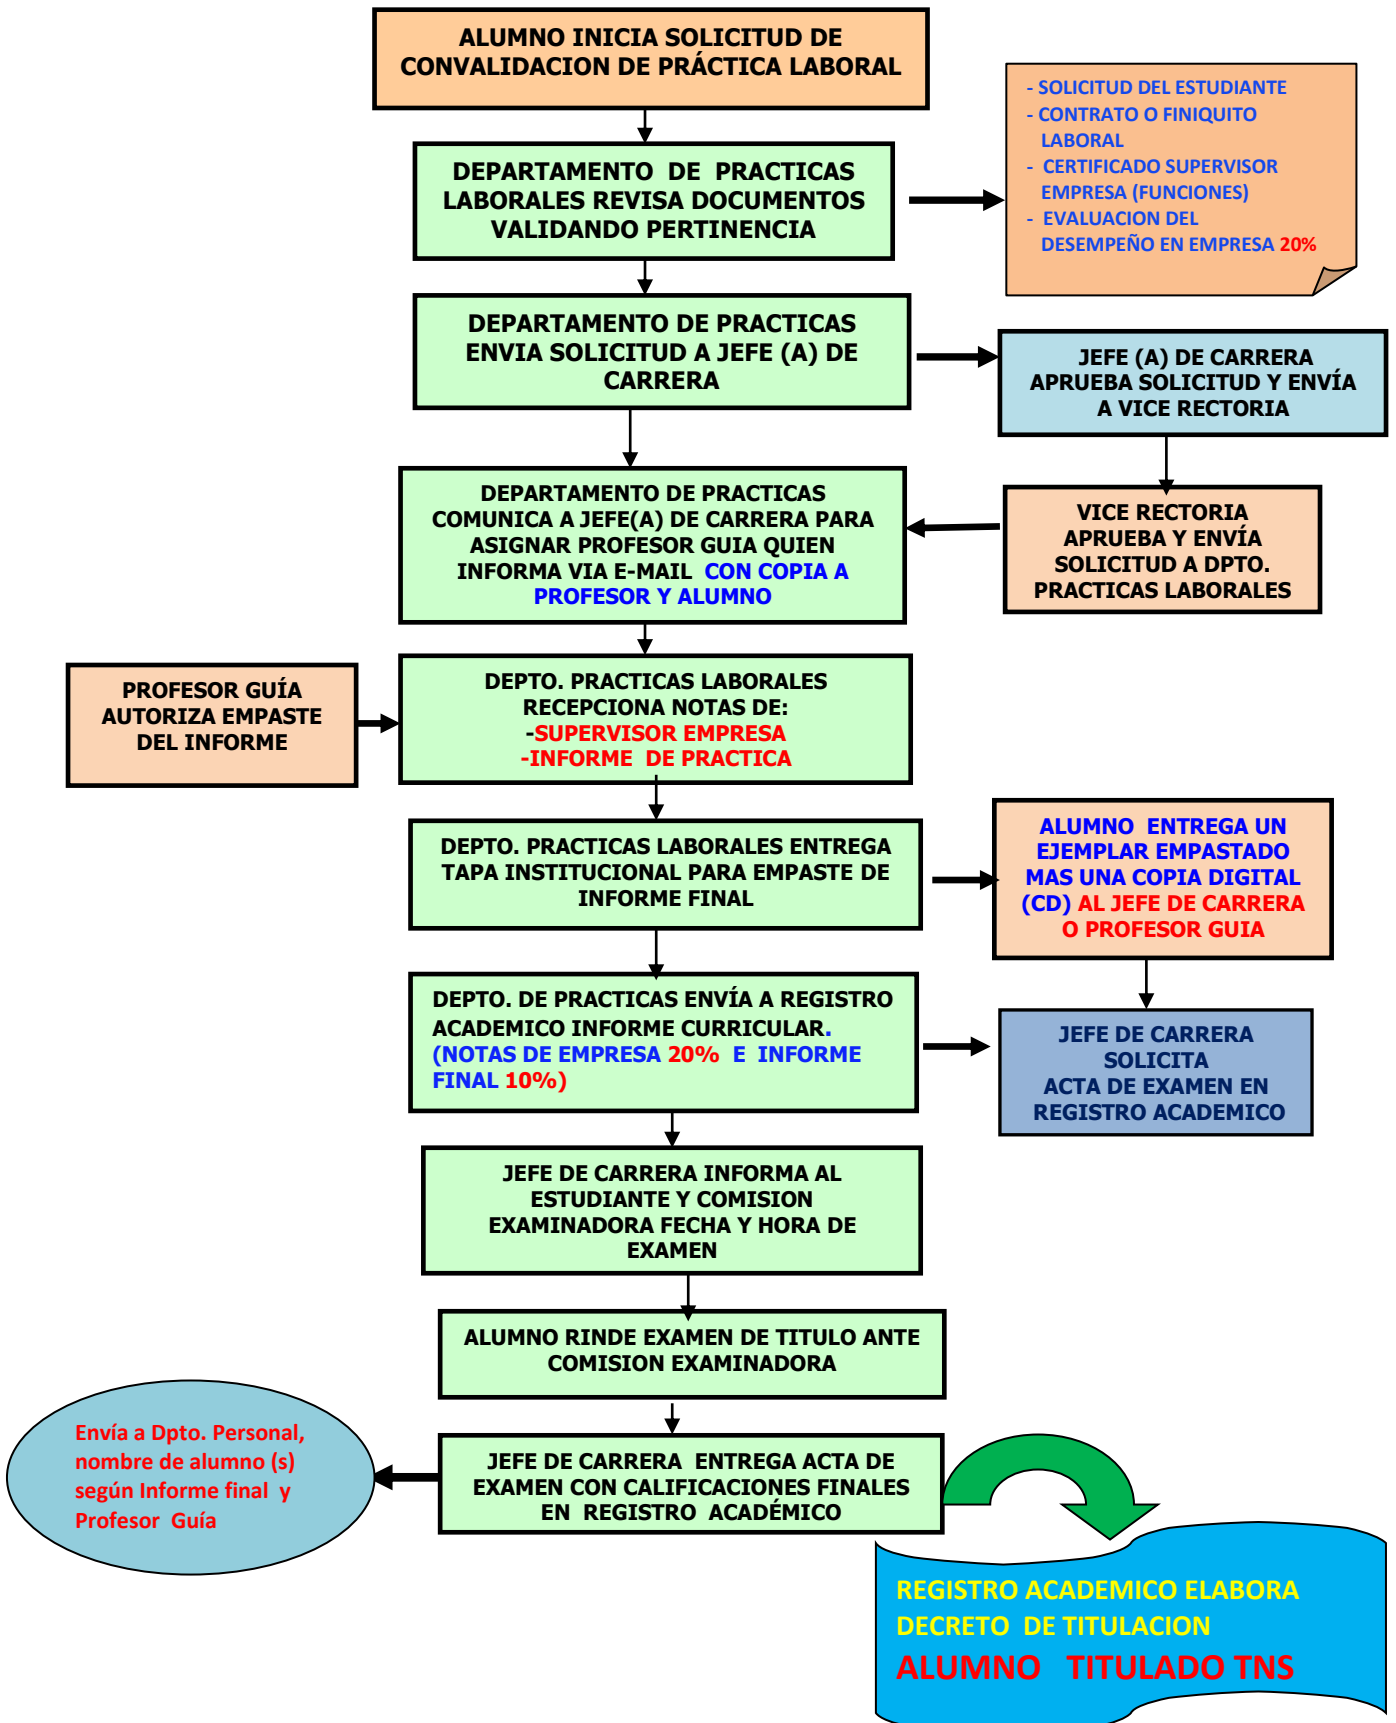 ALUMNO INICIA SOLICITUD DE
CONVALIDACION DE PRÁCTICA LABORAL
- SOLICITUD DEL ESTUDIANTE
- CONTRATO O FINIQUITO
LABORAL
- CERTIFICADO SUPERVISOR
EMPRESA (FUNCIONES)
- EVALUACION DEL
DESEMPEÑO EN EMPRESA 20%
DEPARTAMENTO DE PRACTICAS
LABORALES REVISA DOCUMENTOS
VALIDANDO PERTINENCIA
DEPARTAMENTO DE PRACTICAS
ENVIA SOLICITUD A JEFE (A) DE
CARRERA
JEFE (A) DE CARRERA
APRUEBA SOLICITUD Y ENVÍA
A VICE RECTORIA
DEPARTAMENTO DE PRACTICAS
COMUNICA A JEFE(A) DE CARRERA PARA
ASIGNAR PROFESOR GUIA QUIEN
INFORMA VIA E-MAIL CON COPIA A
PROFESOR Y ALUMNO
VICE RECTORIA
APRUEBA Y ENVÍA
SOLICITUD A DPTO.
PRACTICAS LABORALES
PROFESOR GUÍA
AUTORIZA EMPASTE
DEL INFORME
DEPTO. PRACTICAS LABORALES
RECEPCIONA NOTAS DE:
-SUPERVISOR EMPRESA
-INFORME DE PRACTICA
DEPTO. PRACTICAS LABORALES ENTREGA
TAPA INSTITUCIONAL PARA EMPASTE DE
INFORME FINAL
ALUMNO ENTREGA UN
EJEMPLAR EMPASTADO
MAS UNA COPIA DIGITAL
(CD) AL JEFE DE CARRERA
O PROFESOR GUIA
DEPTO. DE PRACTICAS ENVÍA A REGISTRO
ACADEMICO INFORME CURRICULAR.
(NOTAS DE EMPRESA 20% E INFORME
FINAL 10%)
JEFE DE CARRERA
SOLICITA
ACTA DE EXAMEN EN
REGISTRO ACADEMICO
JEFE DE CARRERA INFORMA AL
ESTUDIANTE Y COMISION
EXAMINADORA FECHA Y HORA DE
EXAMEN
ALUMNO RINDE EXAMEN DE TITULO ANTE
COMISION EXAMINADORA
Envía a Dpto. Personal,
nombre de alumno (s)
según Informe final y
Profesor Guía
JEFE DE CARRERA ENTREGA ACTA DE
EXAMEN CON CALIFICACIONES FINALES
EN REGISTRO ACADÉMICO
REGISTRO ACADEMICO ELABORA
DECRETO DE TITULACION
ALUMNO TITULADO TNS